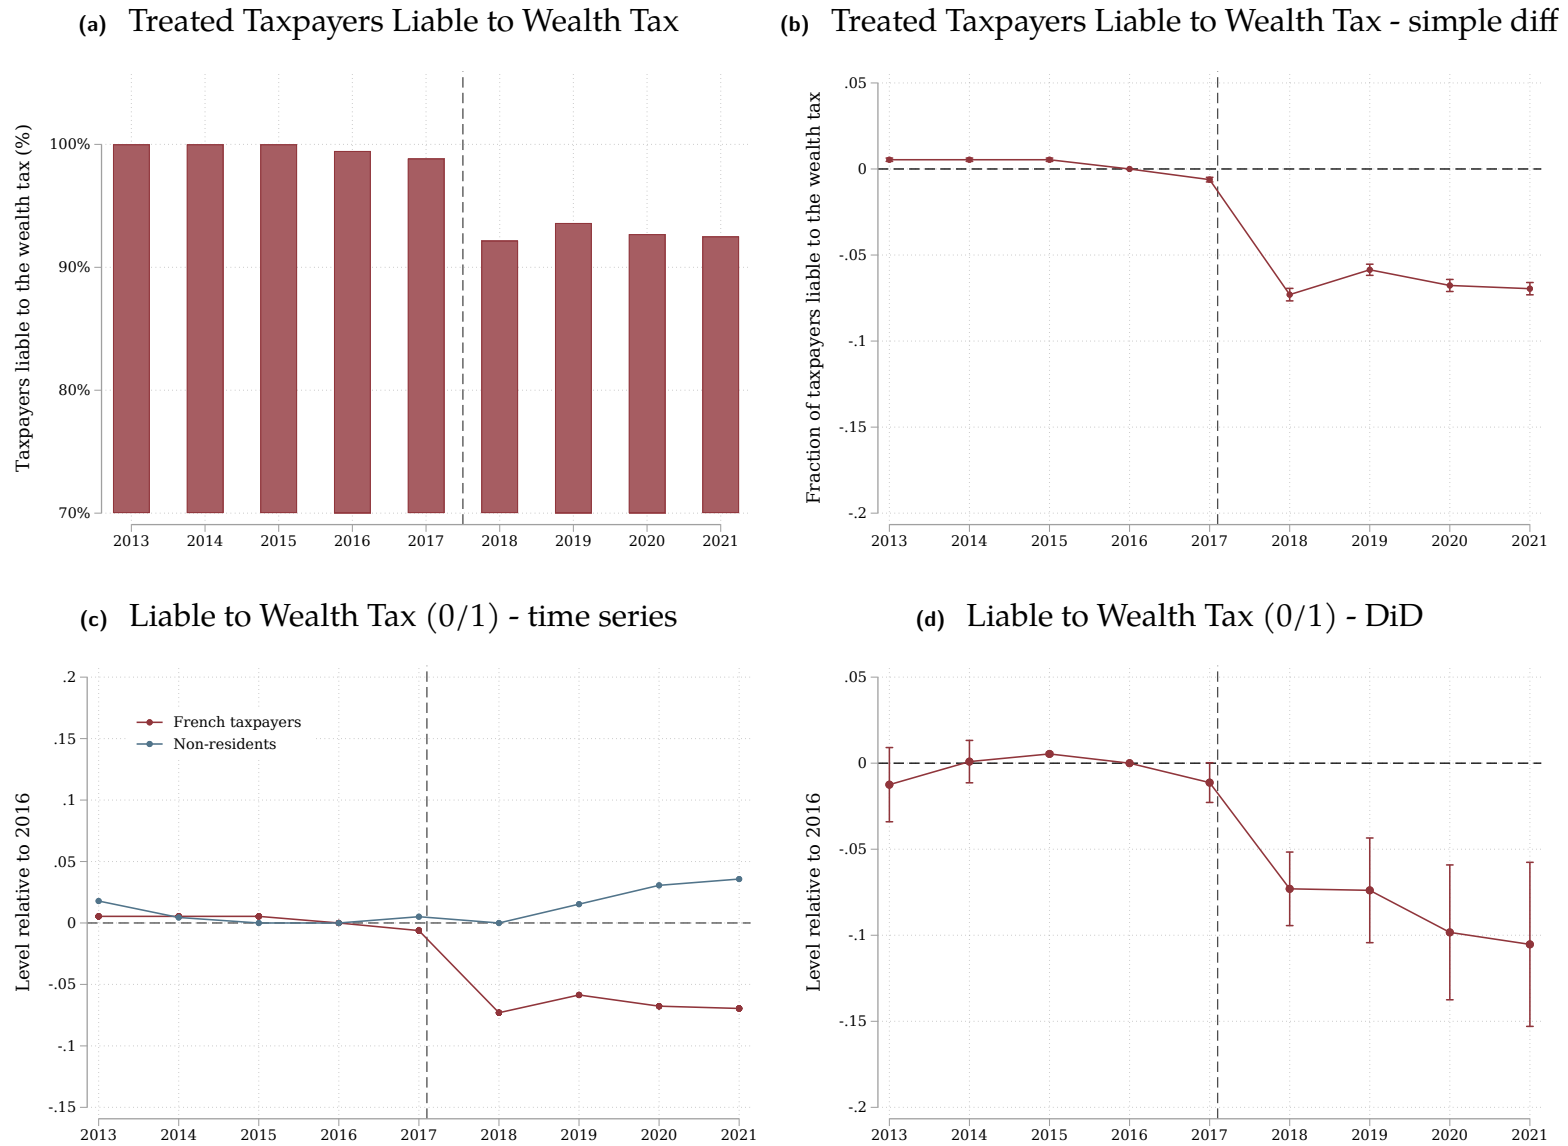 (a) Treated Taxpayers Liable to Wealth Tax
Taxpayers liable to the wealth tax (%)
100%
90%
80%
70%
2013 2014 2015 2016 2017 2018 2019 2020 2021
(b) Treated Taxpayers Liable to Wealth Tax - simple diff
Fraction of taxpayers liable to the wealth tax
.05
0
-.05
-.1
-.15
-.2
2013 2014 2015 2016 2017 2018 2019 2020 2021
(c) Liable to Wealth Tax (0/1) - time series
Level relative to 2016
.2
.15
.1
.05
0
-.05
-.1
-.15
French taxpayers
Non-residents
2013 2014 2015 2016 2017 2018 2019 2020 2021
(d) Liable to Wealth Tax (0/1) - DiD
Level relative to 2016
.05
0
-.05
-.1
-.15
-.2
2013 2014 2015 2016 2017 2018 2019 2020 2021